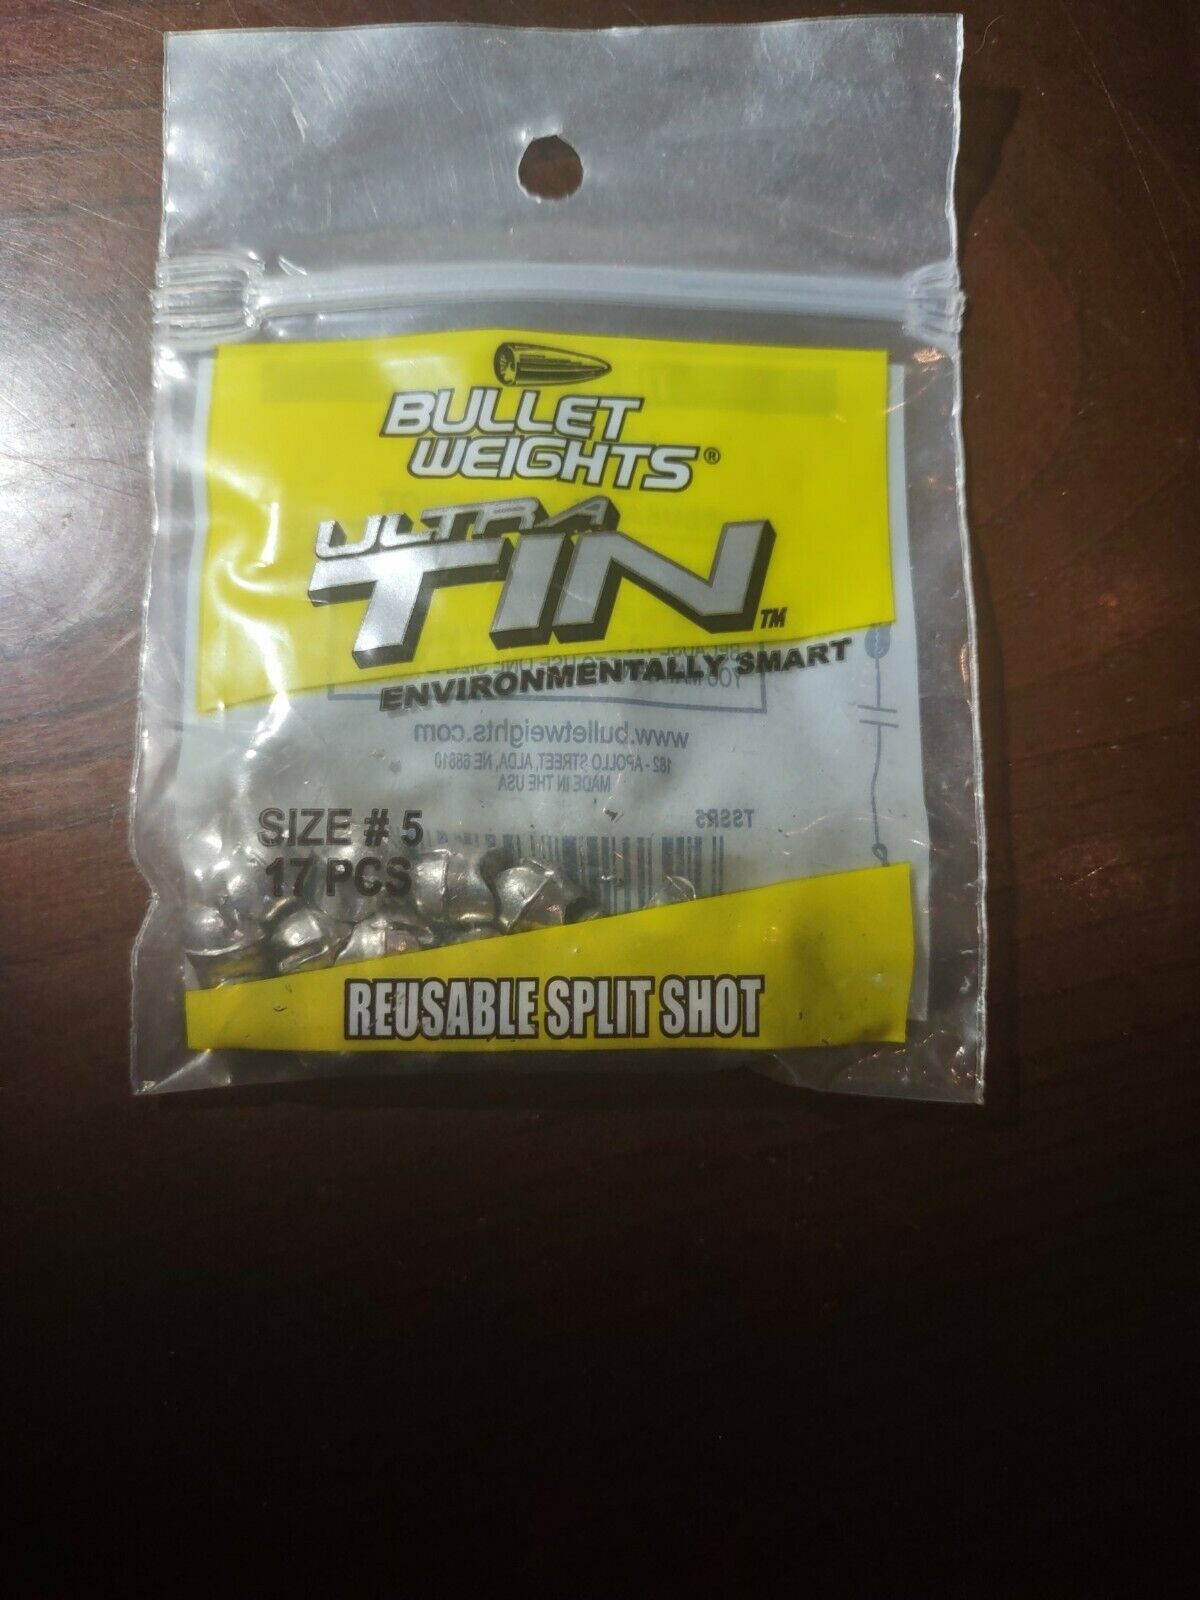 BULLET
WEIGHTS®
ULTRA
TIN™
ENVIRONMENTALLY SMART
www.bulletweights.com
182 - APOLLO STREET, ALDA, NE 68810
MADE IN THE USA
TSSR5
SIZE # 5
17 PCS
REUSABLE SPLIT SHOT